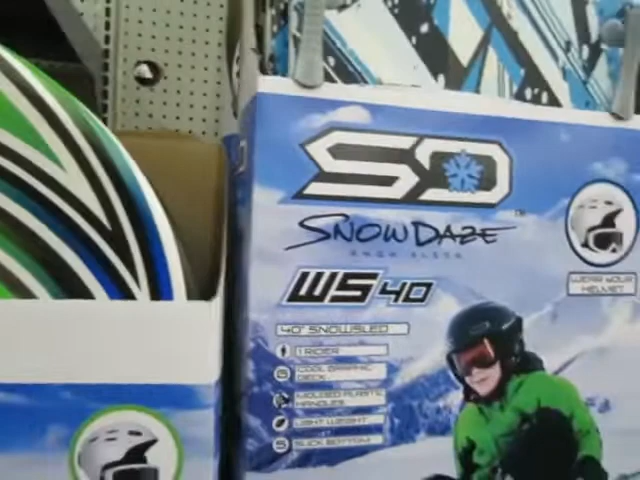 SD
SNOWDAZE™
SNOW SLEDS
WS 40
WEAR YOUR
HELMET
40" SNOWSLED
1 RIDER
COOL GRAPHIC
DECK
MOLDED PLASTIC
HANDLES
LIGHT WEIGHT
SLICK BOTTOM